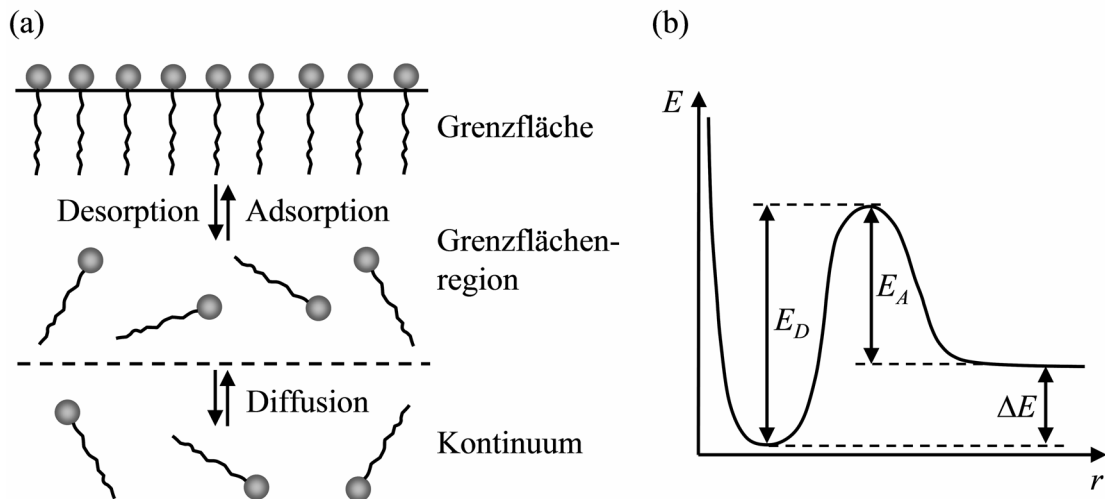 (a)
Grenzfläche
Desorption
Adsorption
Grenzflächen-
region
Diffusion
Kontinuum
(b)
E
E_D
E_A
ΔE
r